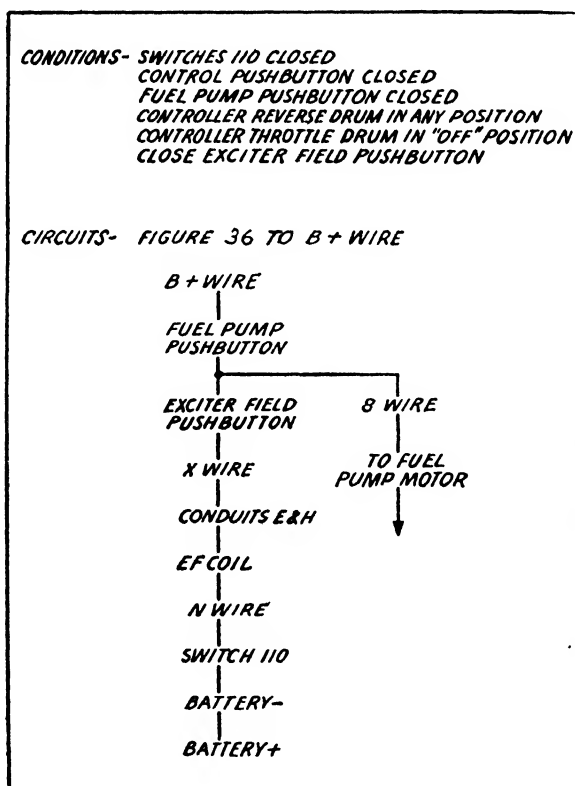 CONDITIONS- SWITCHES 110 CLOSED
CONTROL PUSHBUTTON CLOSED
FUEL PUMP PUSHBUTTON CLOSED
CONTROLLER REVERSE DRUM IN ANY POSITION
CONTROLLER THROTTLE DRUM IN "OFF" POSITION
CLOSE EXCITER FIELD PUSHBUTTON
CIRCUITS- FIGURE 36 TO B + WIRE
B + WIRE
FUEL PUMP
PUSHBUTTON
EXCITER FIELD
PUSHBUTTON
8 WIRE
X WIRE
TO FUEL
PUMP MOTOR
CONDUITS E&H
EF COIL
N WIRE
SWITCH 110
BATTERY-
BATTERY+